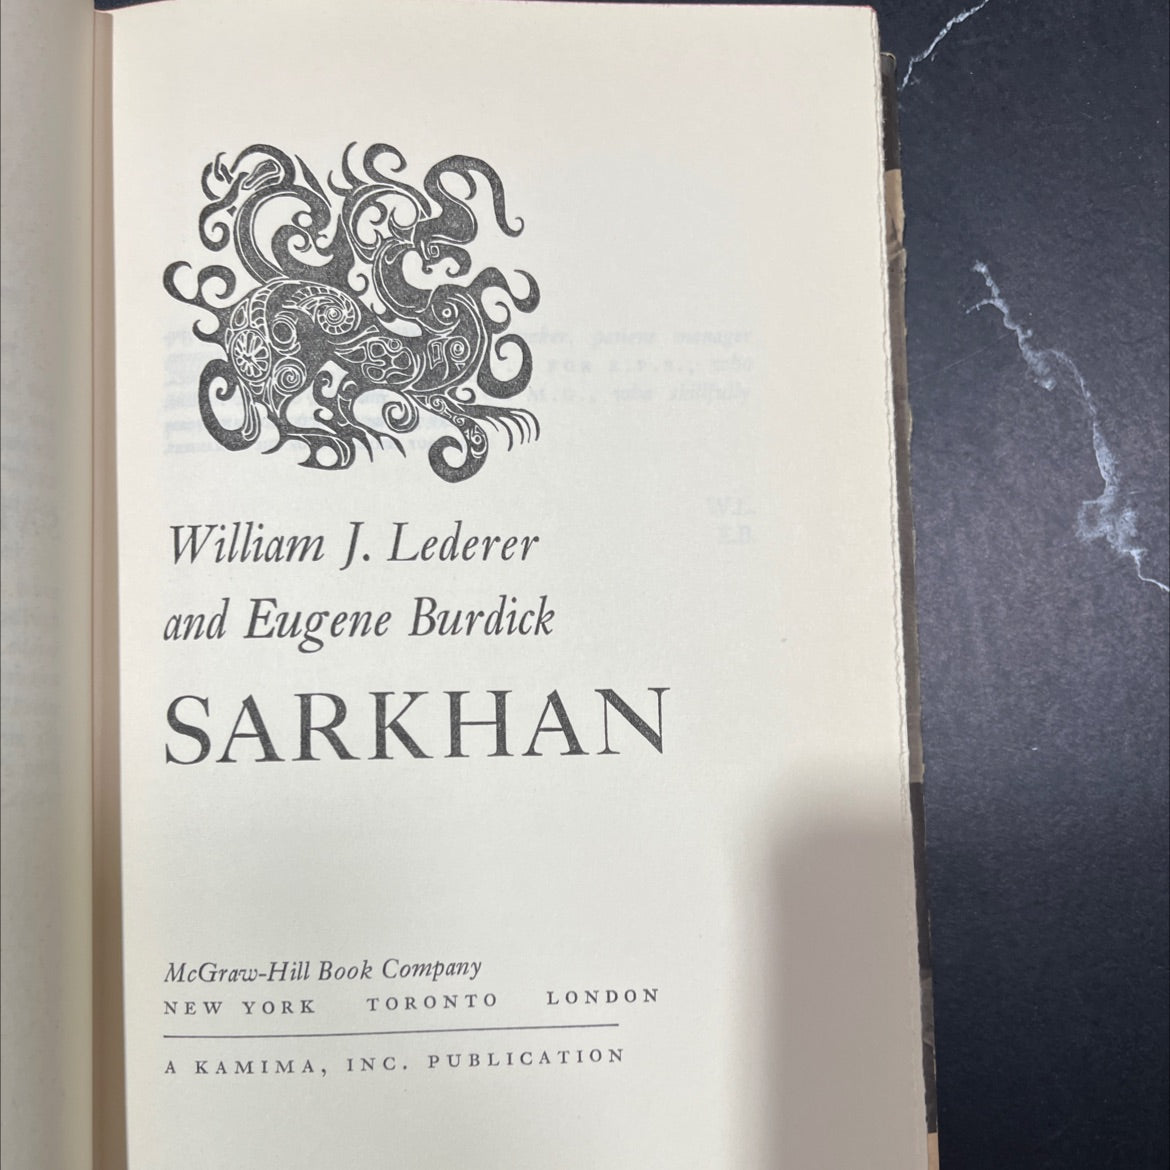 William J. Lederer
and Eugene Burdick
SARKHAN
McGraw-Hill Book Company
NEW YORK TORONTO LONDON
A KAMIMA, INC. PUBLICATION